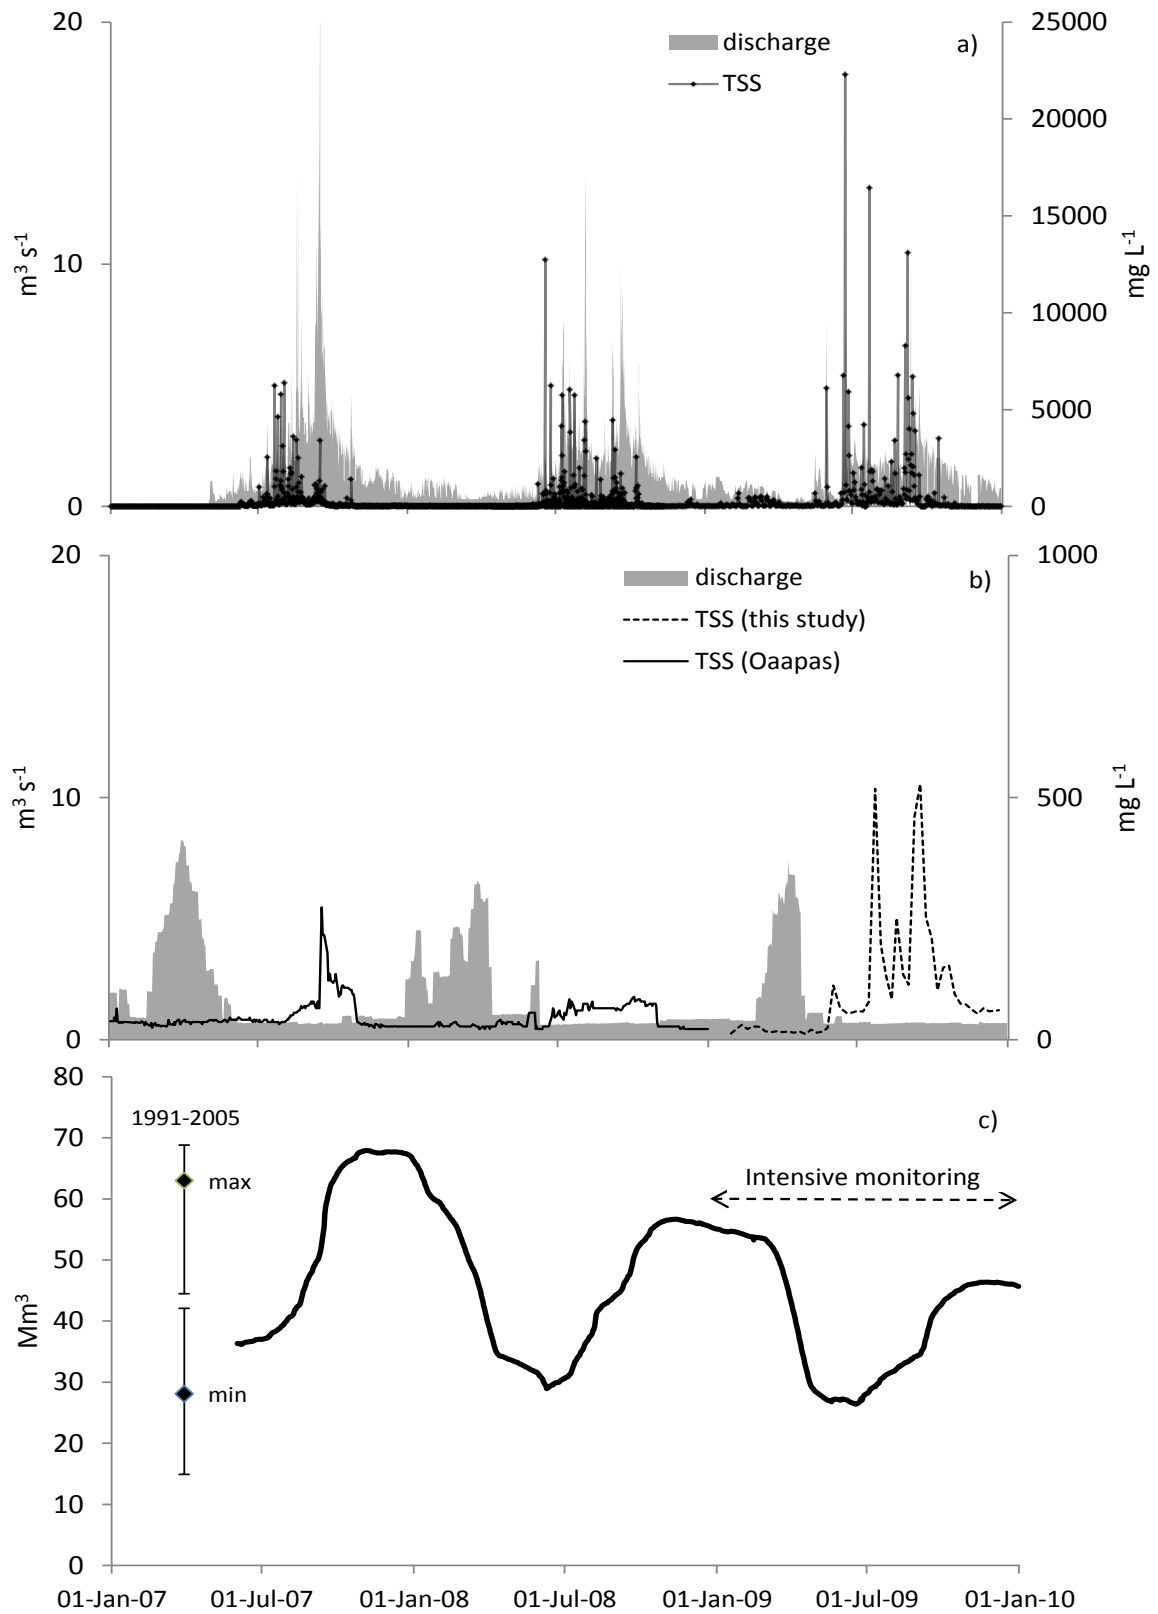 20
25000
discharge
a)
TSS
20000
15000
m³ s⁻¹
10
mg L⁻¹
10000
5000
0
0
20
1000
discharge
b)
TSS (this study)
TSS (Oaapas)
m³ s⁻¹
10
500
mg L⁻¹
0
0
80
1991-2005
c)
70
max
Intensive monitoring
60
50
Mm³
40
30
min
20
10
0
01-Jan-07 01-Jul-07 01-Jan-08 01-Jul-08 01-Jan-09 01-Jul-09 01-Jan-10